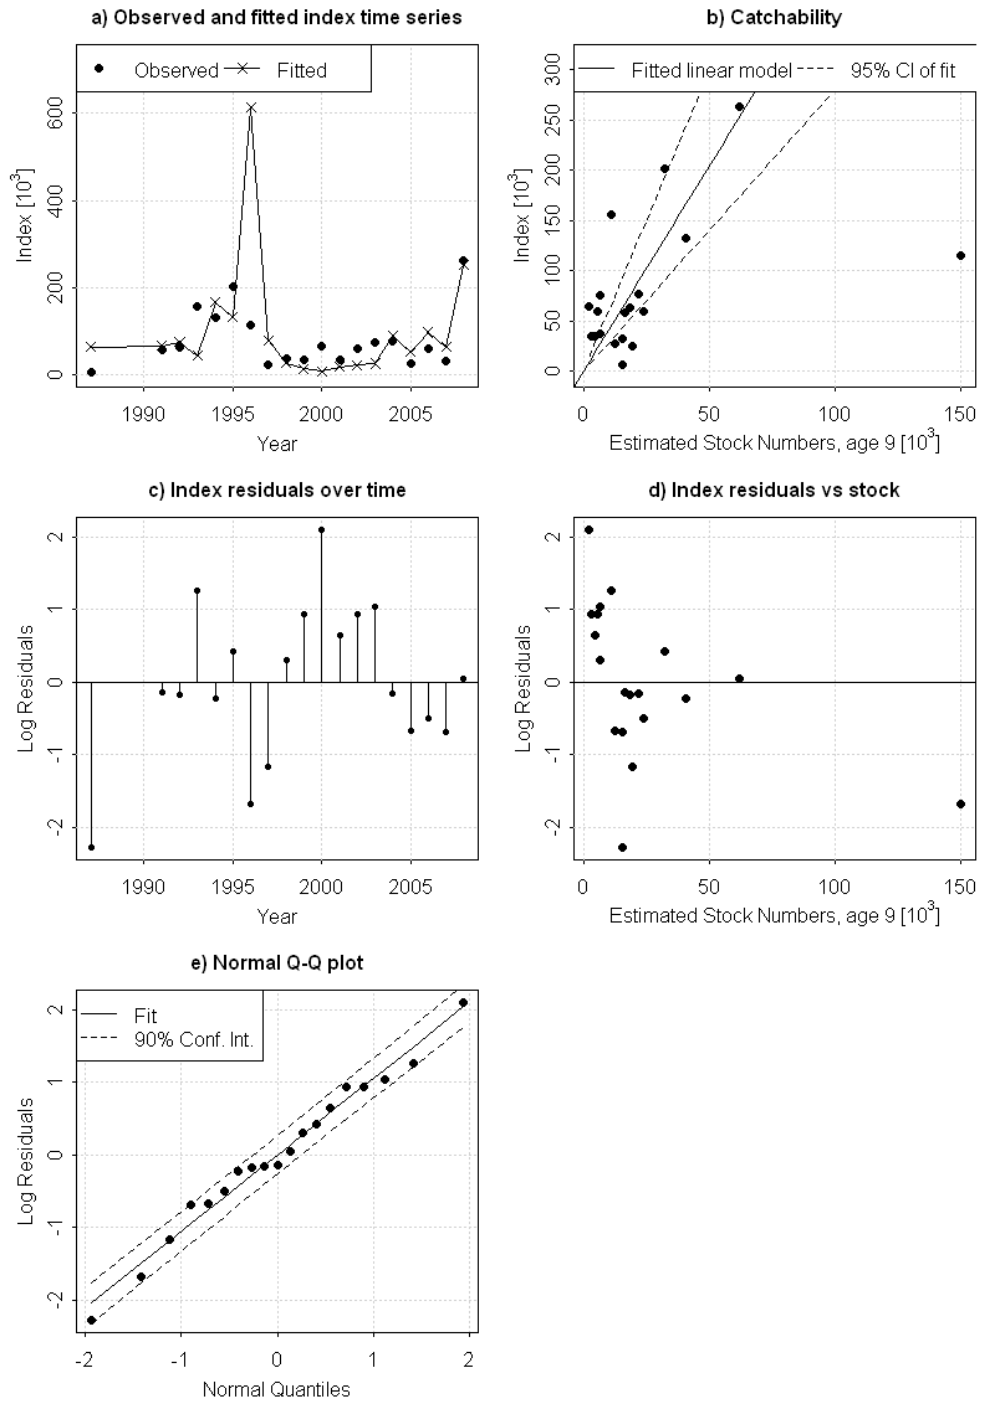 a) Observed and fitted index time series
Observed Fitted
600
400
200
0
Index [10³]
1990 1995 2000 2005
Year
b) Catchability
Fitted linear model 95% CI of fit
300
250
200
150
100
50
0
Index [10³]
0 50 100 150
Estimated Stock Numbers, age 9 [10³]
c) Index residuals over time
2
1
0
-1
-2
Log Residuals
1990 1995 2000 2005
Year
d) Index residuals vs stock
2
1
0
-1
-2
Log Residuals
0 50 100 150
Estimated Stock Numbers, age 9 [10³]
e) Normal Q-Q plot
Fit
90% Conf. Int.
2
1
0
-1
-2
Log Residuals
-2 -1 0 1 2
Normal Quantiles